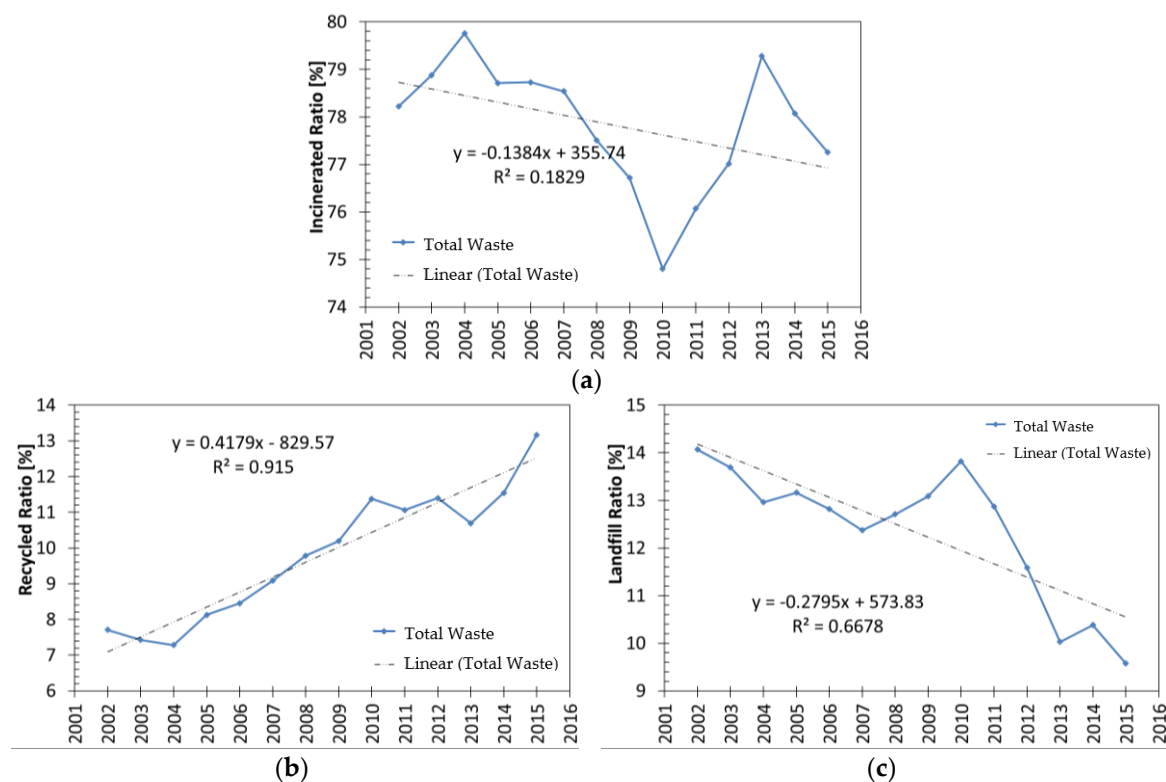 80
79
78
77
76
75
74
Incinerated Ratio [%]
y = -0.1384x + 355.74
R² = 0.1829
Total Waste
Linear (Total Waste)
2001 2002 2003 2004 2005 2006 2007 2008 2009 2010 2011 2012 2013 2014 2015 2016
(a)
14
13
12
11
10
9
8
7
6
Recycled Ratio [%]
y = 0.4179x - 829.57
R² = 0.915
Total Waste
Linear (Total Waste)
2001 2002 2003 2004 2005 2006 2007 2008 2009 2010 2011 2012 2013 2014 2015 2016
(b)
15
14
13
12
11
10
9
Landfill Ratio [%]
Total Waste
Linear (Total Waste)
y = -0.2795x + 573.83
R² = 0.6678
2001 2002 2003 2004 2005 2006 2007 2008 2009 2010 2011 2012 2013 2014 2015 2016
(c)